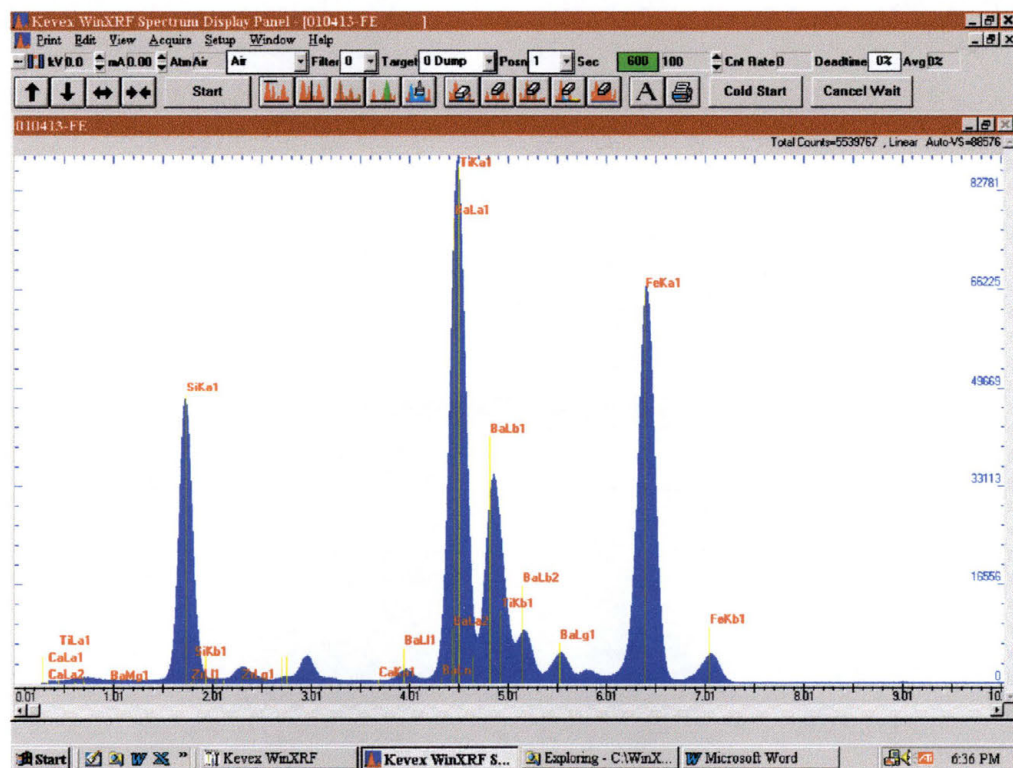 Kevex WinXRF Spectrum Display Panel - [010413-FE ]
Print Edit View Acquire Setup Window Help
kV 0.0 mA 0.00 Atm Air Air Filter 0 Target 0 Dump Posn 1 Sec 600 100 Cnt Rate 0 Deadtime 0% Avg 0%
Start A Cold Start Cancel Wait
010413-FE
Total Counts=5539767 , Linear Auto-VS=88576
TiKa1
82781
BaLa1
66225
FeKa1
49669
SiKa1
BaLb1
33113
16556
BaLb2
TiKb1
BaLa2
FeKb1
TiLa1
SiKb1
BaLl1
BaLg1
CaLa1
CaLa2
BaMg1
CaKa1
0
0.01 1.01 2.01 3.01 4.01 5.01 6.01 7.01 8.01 9.01 10.
Start » Kevex WinXRF Kevex WinXRF S... Exploring - C:\WinX... Microsoft Word 6:36 PM